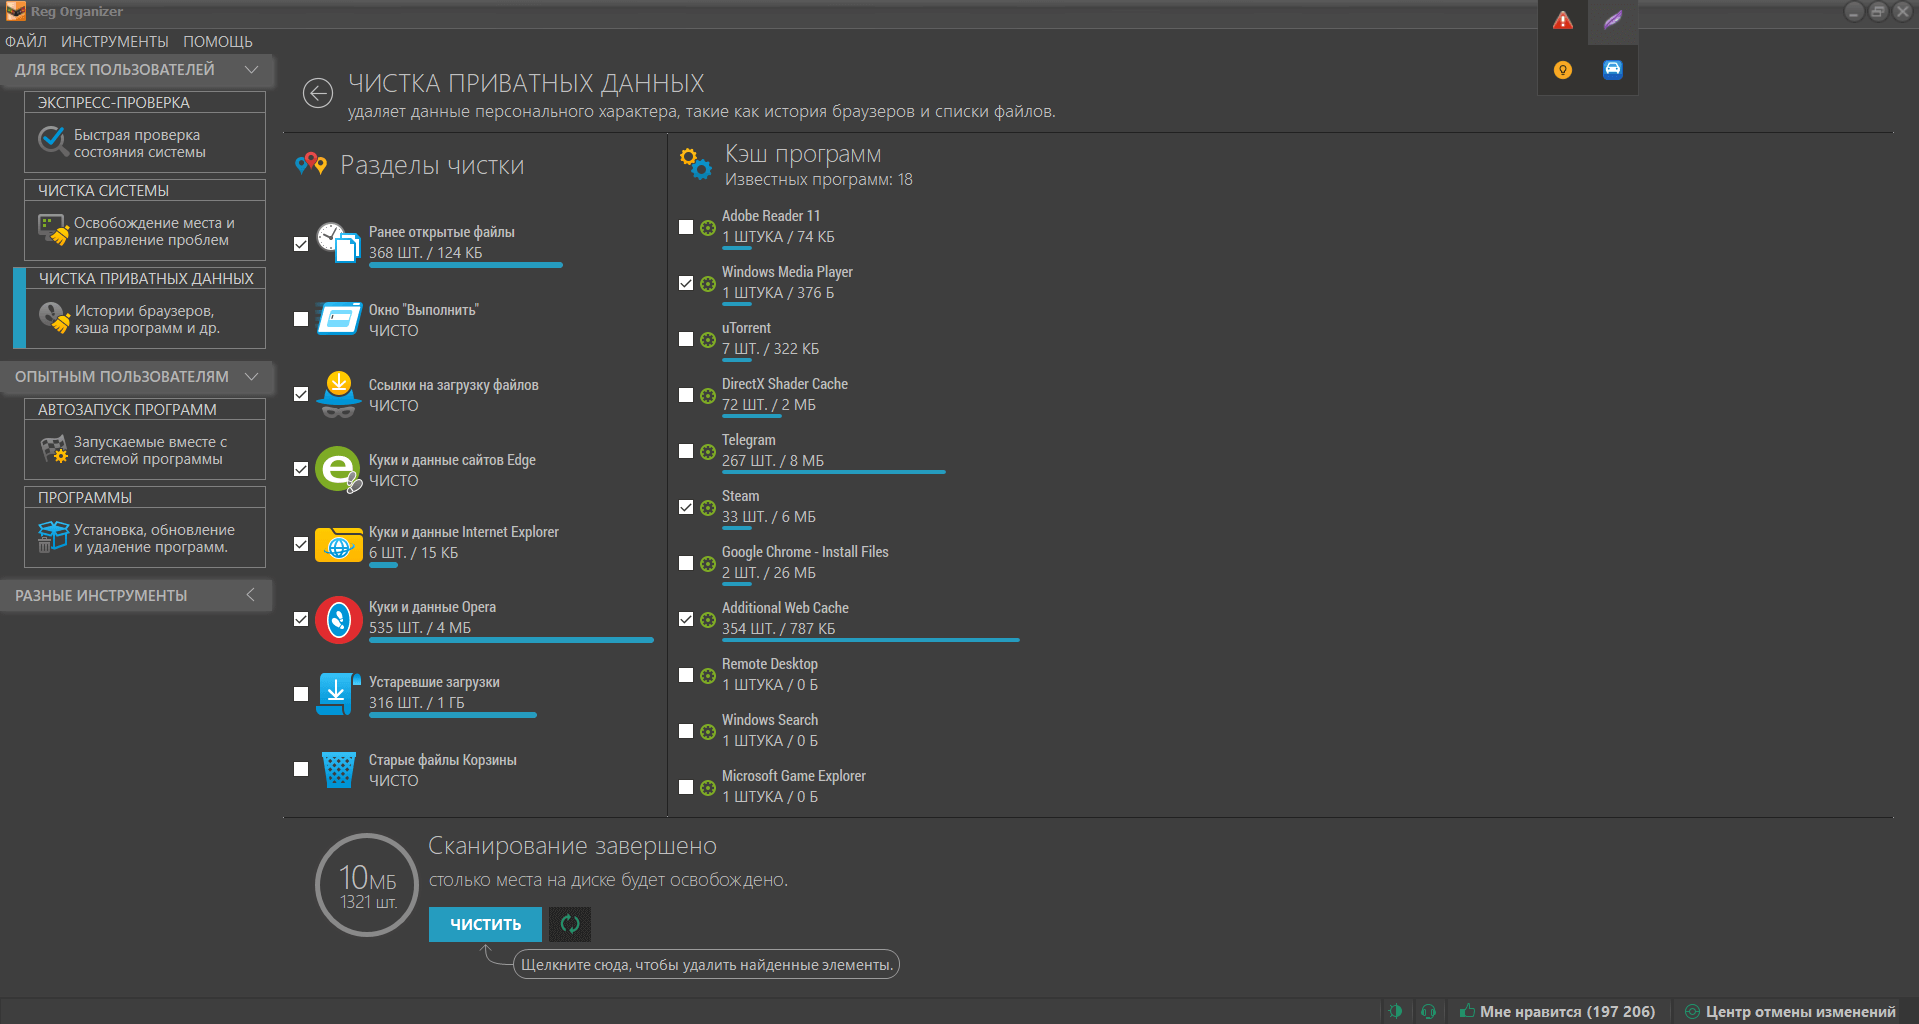 Reg Organizer
ФАЙЛ ИНСТРУМЕНТЫ ПОМОЩЬ
ДЛЯ ВСЕХ ПОЛЬЗОВАТЕЛЕЙ
ЭКСПРЕСС-ПРОВЕРКА
Быстрая проверка
состояния системы
ЧИСТКА СИСТЕМЫ
Освобождение места и
исправление проблем
ЧИСТКА ПРИВАТНЫХ ДАННЫХ
Истории браузеров,
кэша программ и др.
ОПЫТНЫМ ПОЛЬЗОВАТЕЛЯМ
АВТОЗАПУСК ПРОГРАММ
Запускаемые вместе с
системой программы
ПРОГРАММЫ
Установка, обновление
и удаление программ.
РАЗНЫЕ ИНСТРУМЕНТЫ
ЧИСТКА ПРИВАТНЫХ ДАННЫХ
удаляет данные персонального характера, такие как история браузеров и списки файлов.
Разделы чистки
Ранее открытые файлы
368 ШТ. / 124 КБ
Окно "Выполнить"
ЧИСТО
Ссылки на загрузку файлов
ЧИСТО
Куки и данные сайтов Edge
ЧИСТО
Куки и данные Internet Explorer
6 ШТ. / 15 КБ
Куки и данные Opera
535 ШТ. / 4 МБ
Устаревшие загрузки
316 ШТ. / 1 ГБ
Старые файлы Корзины
ЧИСТО
Кэш программ
Известных программ: 18
Adobe Reader 11
1 ШТУКА / 74 КБ
Windows Media Player
1 ШТУКА / 376 Б
uTorrent
7 ШТ. / 322 КБ
DirectX Shader Cache
72 ШТ. / 2 МБ
Telegram
267 ШТ. / 8 МБ
Steam
33 ШТ. / 6 МБ
Google Chrome - Install Files
2 ШТ. / 26 МБ
Additional Web Cache
354 ШТ. / 787 КБ
Remote Desktop
1 ШТУКА / 0 Б
Windows Search
1 ШТУКА / 0 Б
Microsoft Game Explorer
1 ШТУКА / 0 Б
10МБ
1321 шт.
Сканирование завершено
столько места на диске будет освобождено.
ЧИСТИТЬ
Щелкните сюда, чтобы удалить найденные элементы.
Мне нравится (197 206)
Центр отмены изменений